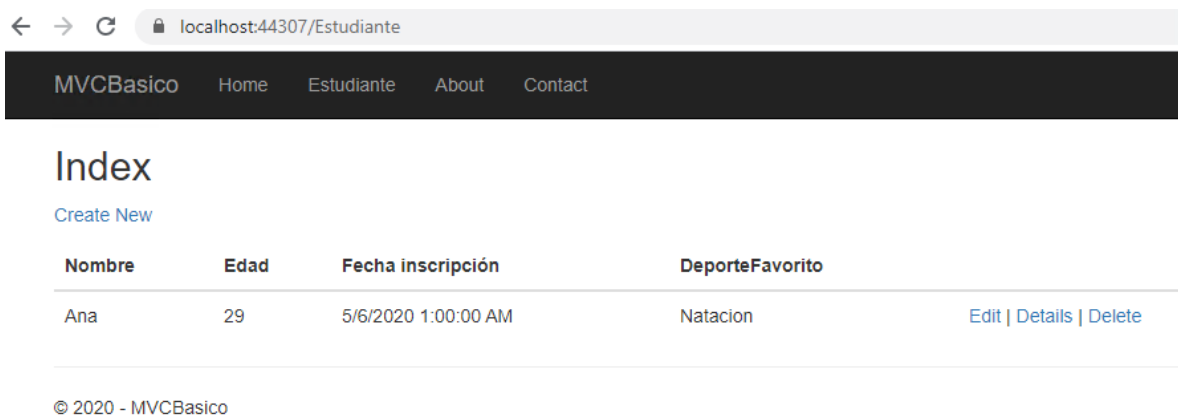 localhost:44307/Estudiante
MVCBasico Home Estudiante About Contact
Index
Create New
Nombre Edad Fecha inscripción DeporteFavorito
Ana 29 5/6/2020 1:00:00 AM Natacion Edit | Details | Delete
© 2020 - MVCBasico